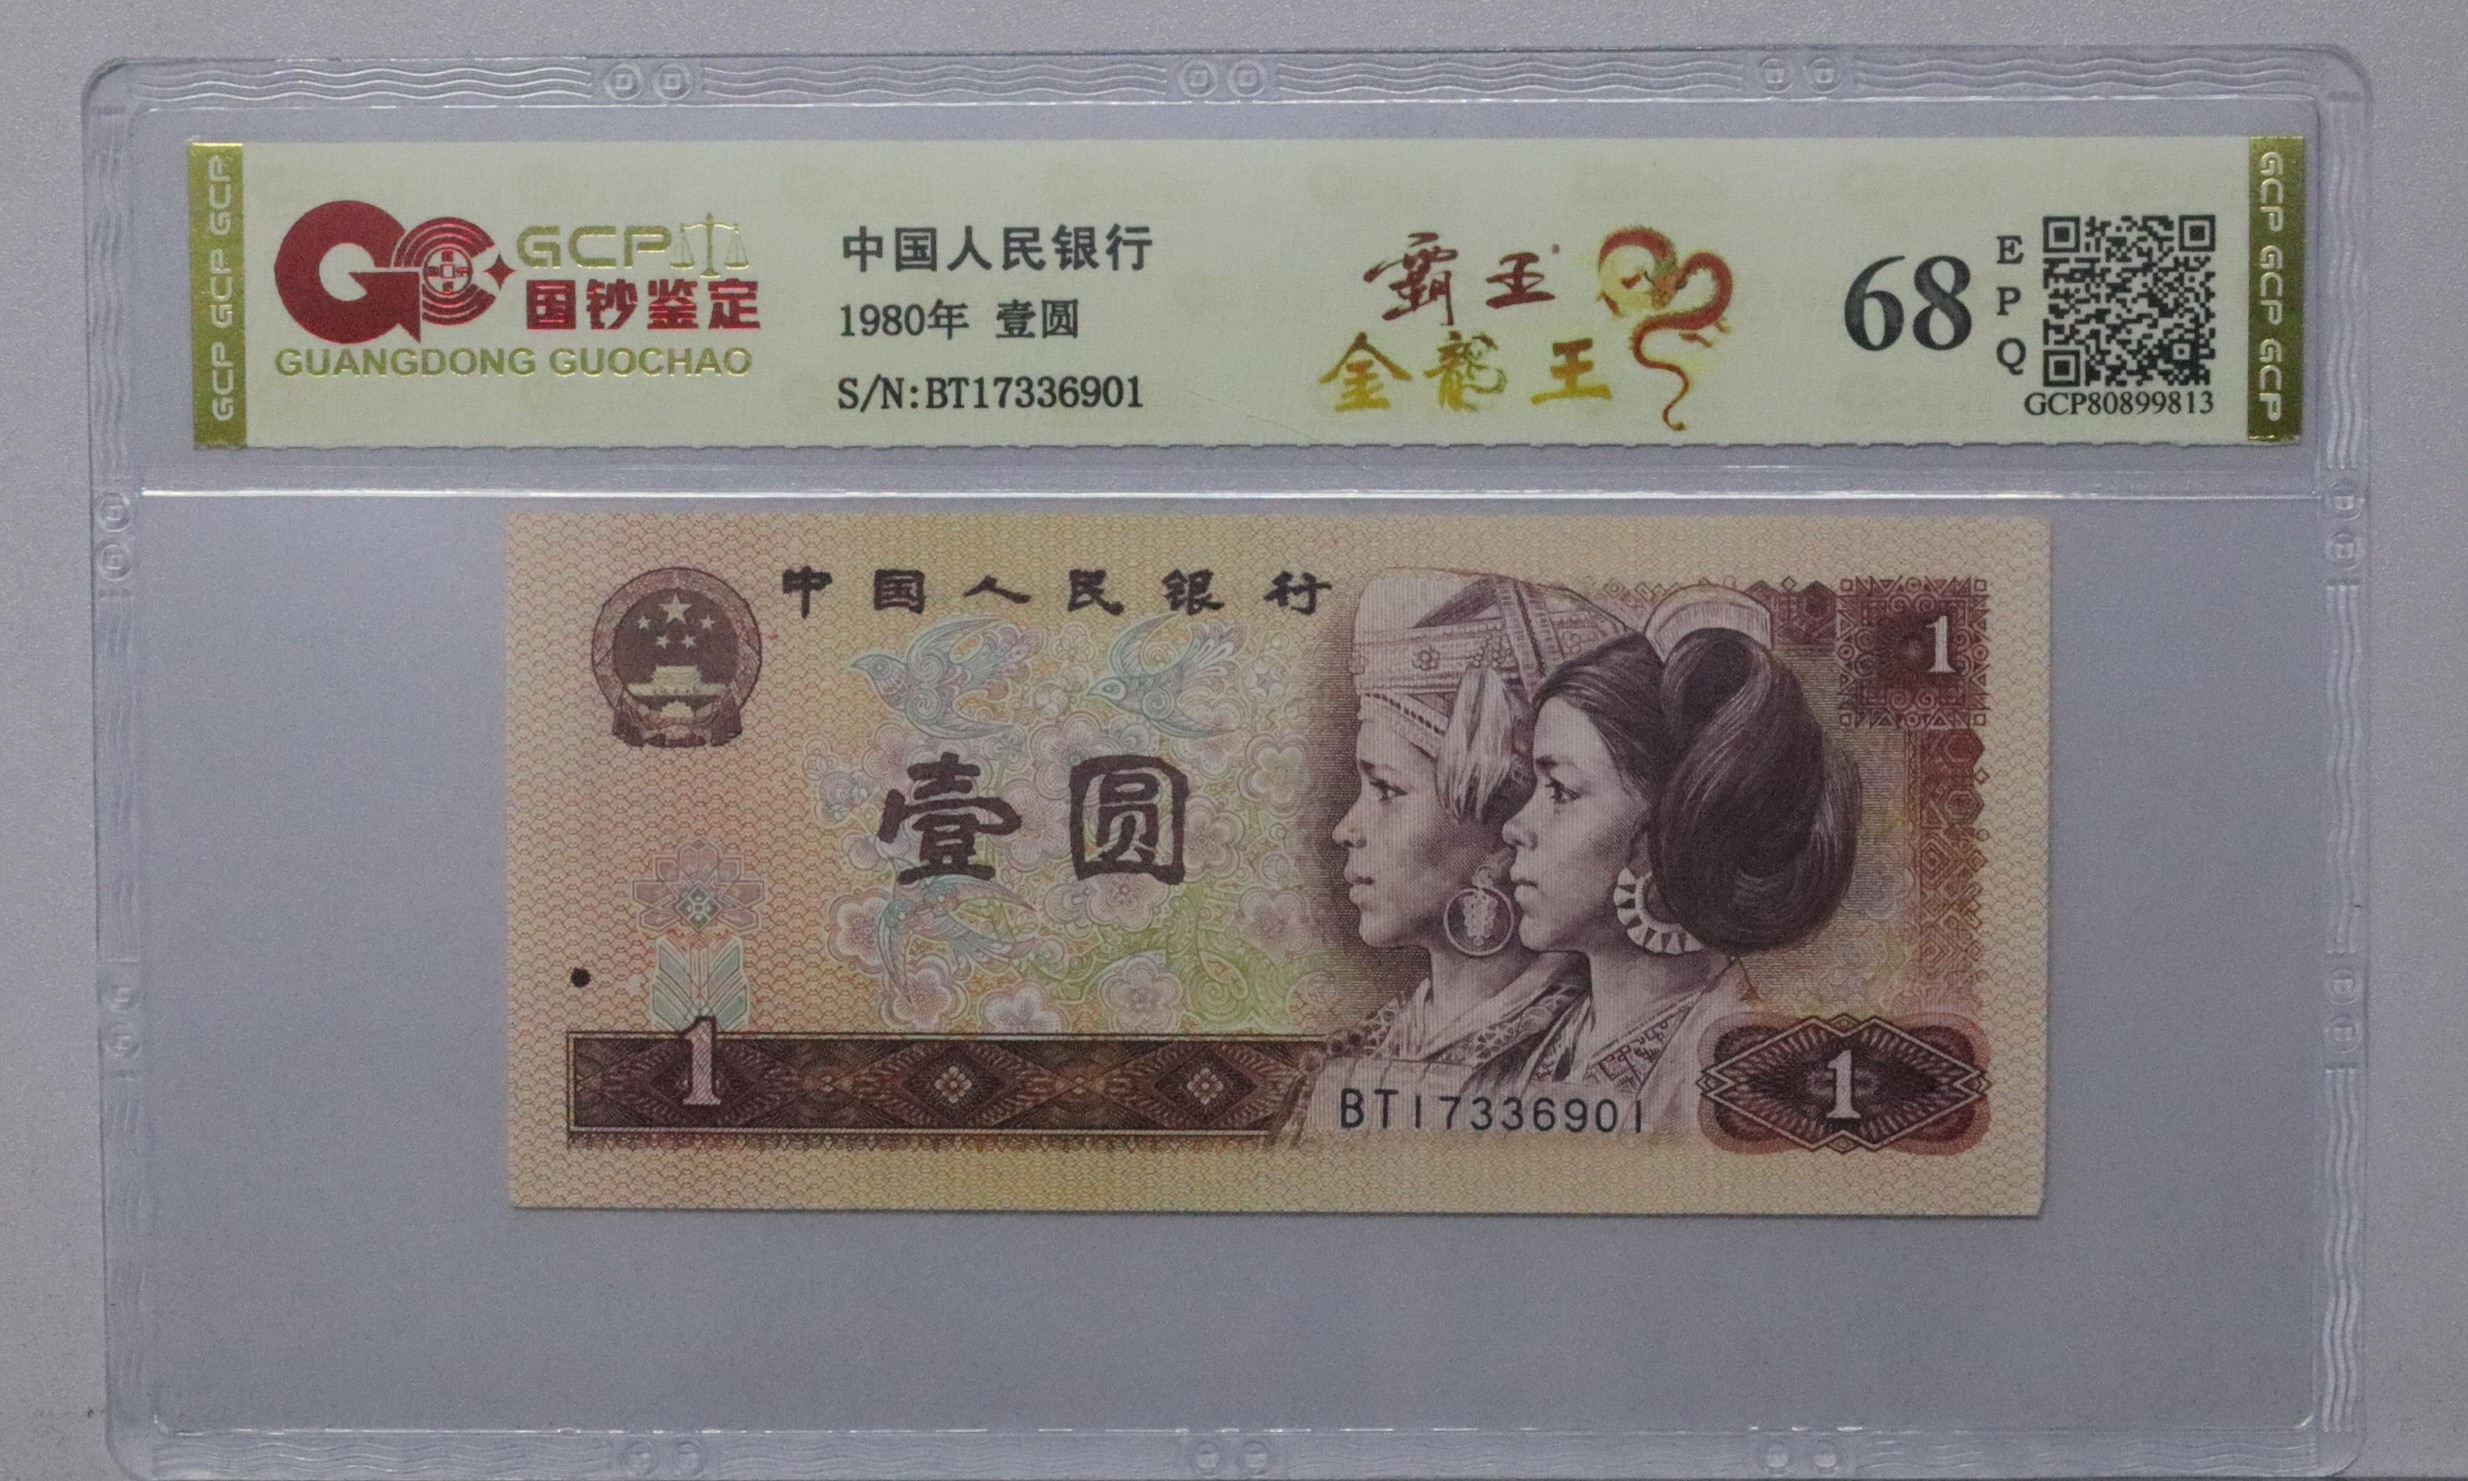 GCP GCP GCP
GCP
国钞鉴定
GUANGDONG GUOCHAO
中国人民银行
1980年 壹圆
S/N:BT17336901
霸王
金龍王
68
E
P
Q
GCP80899813
GCP GCP GCP
中国人民银行
1
壹圆
1
BT17336901
1